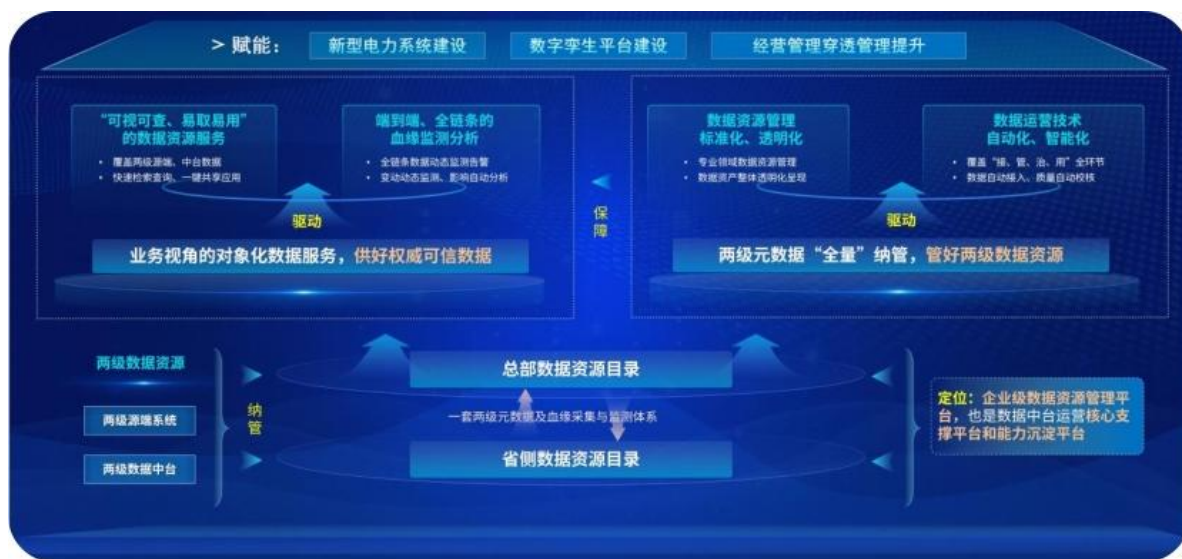 > 赋能：
新型电力系统建设
数字孪生平台建设
经营管理穿透管理提升
“可视可查、易取易用”
的数据资源服务
• 覆盖两级源端、中台数据
• 快速检索查询、一键共享应用
端到端、全链条的
血缘监测分析
• 全链条数据动态监测告警
• 变动动态监测、影响自动分析
驱动
业务视角的对象化数据服务，供好权威可信数据
保障
数据资源管理
标准化、透明化
• 专业领域数据资源管理
• 数据资产整体透明化呈现
数据运营技术
自动化、智能化
• 覆盖“接、管、治、用”全环节
• 数据自动接入、质量自动校核
驱动
两级元数据“全量”纳管，管好两级数据资源
两级数据资源
两级源端系统
两级数据中台
纳管
总部数据资源目录
一套两级元数据及血缘采集与监测体系
省侧数据资源目录
定位：企业级数据资源管理平
台，也是数据中台运营核心支
撑平台和能力沉淀平台